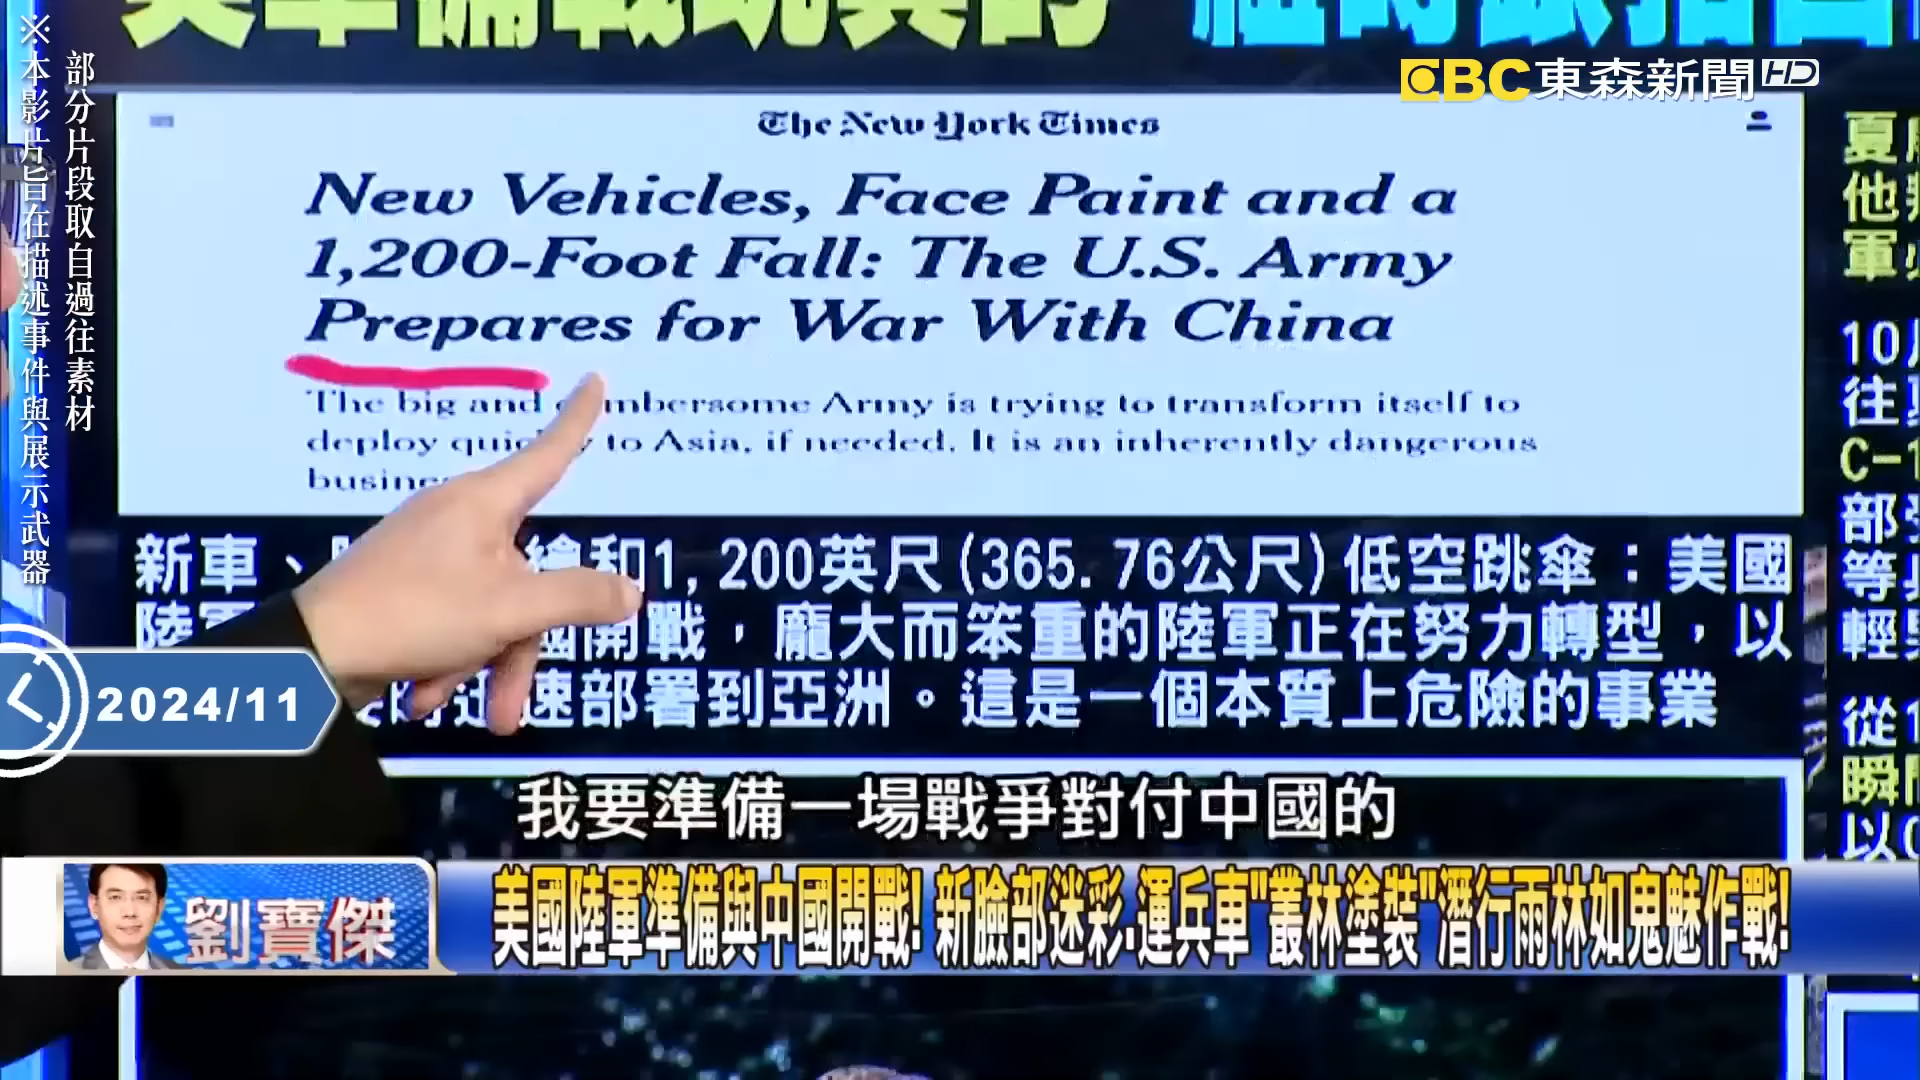 ※本影片旨在描述事件與展示武器
部分片段取自過往素材
EBC東森新聞HD
The New York Times
New Vehicles, Face Paint and a
1,200-Foot Fall: The U.S. Army
Prepares for War With China
The big and mbersome Army is trying to transform itself to
deploy to Asia, if needed. It is an inherently dangerous
新車、 繪和1,200英尺(365.76公尺)低空跳傘：美國
陸軍 國開戰，龐大而笨重的陸軍正在努力轉型，以
速部署到亞洲。這是一個本質上危險的事業
夏
他
軍
10月
往
C-1
部
等
輕
從1
瞬間
以
2024/11
我要準備一場戰爭對付中國的
劉寶傑
美國陸軍準備與中國開戰! 新臉部迷彩.運兵車"叢林塗裝"潛行雨林如鬼魅作戰!